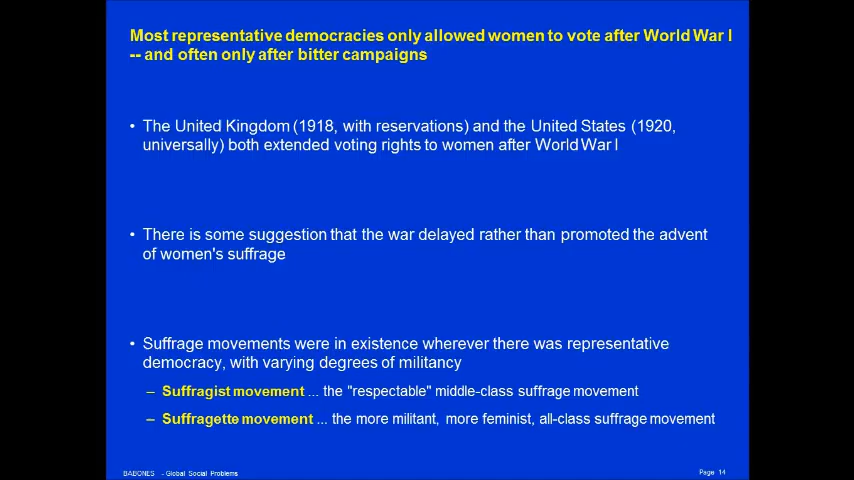 Most representative democracies only allowed women to vote after World War I
-- and often only after bitter campaigns
• The United Kingdom (1918, with reservations) and the United States (1920,
universally) both extended voting rights to women after World War I
• There is some suggestion that the war delayed rather than promoted the advent
of women's suffrage
• Suffrage movements were in existence wherever there was representative
democracy, with varying degrees of militancy
– Suffragist movement ... the "respectable" middle-class suffrage movement
– Suffragette movement ... the more militant, more feminist, all-class suffrage movement
BABONES - Global Social Problems
Page 14